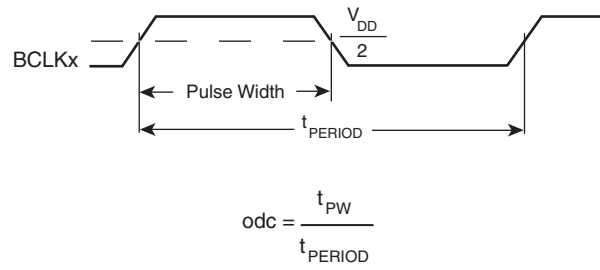 V_DD
2
BCLKx
Pulse Width
t_PERIOD
odc = t_PW
t_PERIOD